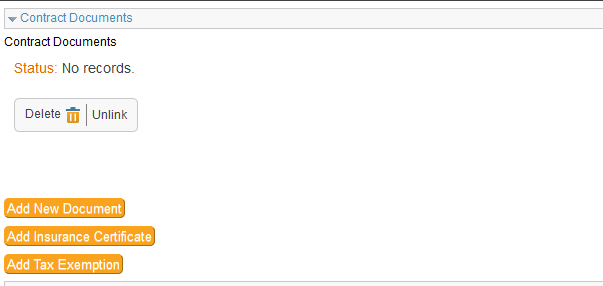 Contract Documents
Contract Documents
Status: No records.
Delete Unlink
Add New Document
Add Insurance Certificate
Add Tax Exemption